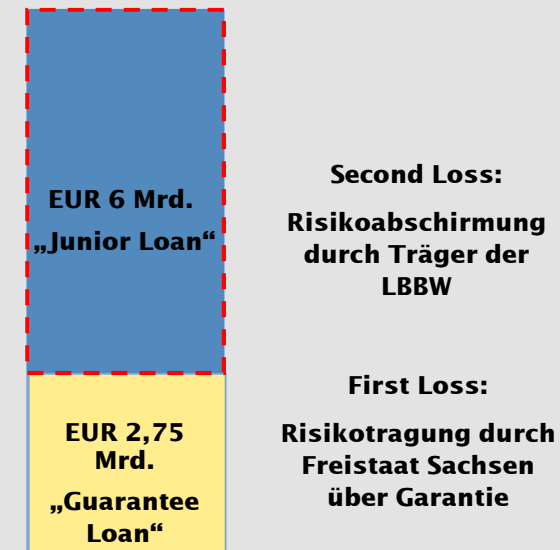 EUR 6 Mrd.
„Junior Loan“
Second Loss:
Risikoabschirmung
durch Träger der
LBBW
EUR 2,75
Mrd.
„Guarantee
Loan“
First Loss:
Risikotragung durch
Freistaat Sachsen
über Garantie